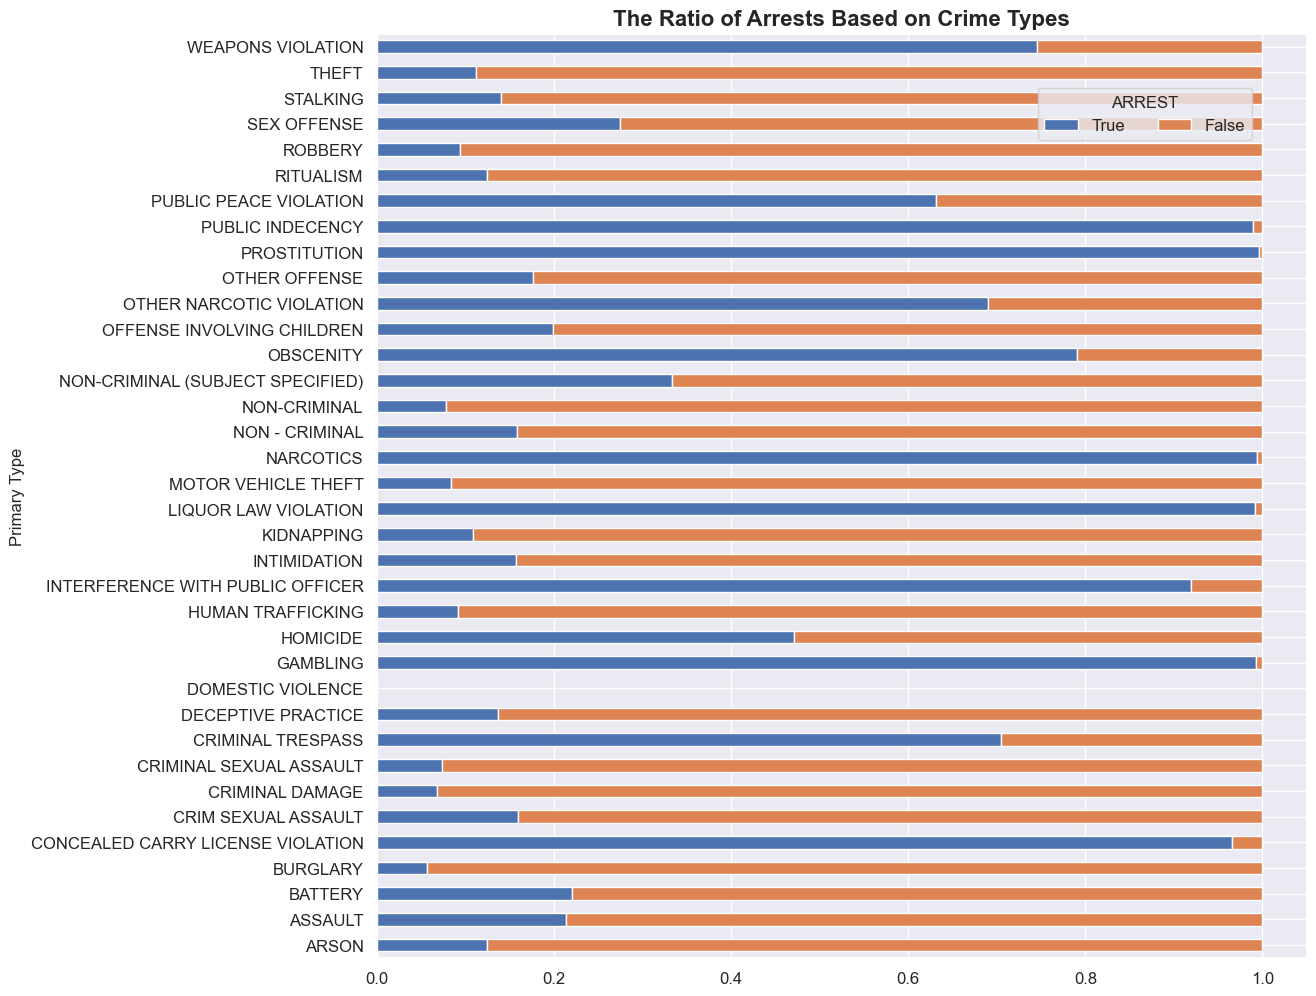 The Ratio of Arrests Based on Crime Types
WEAPONS VIOLATION
THEFT
STALKING
SEX OFFENSE
ROBBERY
RITUALISM
PUBLIC PEACE VIOLATION
PUBLIC INDECENCY
PROSTITUTION
OTHER OFFENSE
OTHER NARCOTIC VIOLATION
OFFENSE INVOLVING CHILDREN
OBSCENITY
NON-CRIMINAL (SUBJECT SPECIFIED)
NON-CRIMINAL
NON - CRIMINAL
NARCOTICS
MOTOR VEHICLE THEFT
LIQUOR LAW VIOLATION
KIDNAPPING
INTIMIDATION
INTERFERENCE WITH PUBLIC OFFICER
HUMAN TRAFFICKING
HOMICIDE
GAMBLING
DOMESTIC VIOLENCE
DECEPTIVE PRACTICE
CRIMINAL TRESPASS
CRIMINAL SEXUAL ASSAULT
CRIMINAL DAMAGE
CRIM SEXUAL ASSAULT
CONCEALED CARRY LICENSE VIOLATION
BURGLARY
BATTERY
ASSAULT
ARSON
Primary Type
ARREST
True False
0.0 0.2 0.4 0.6 0.8 1.0